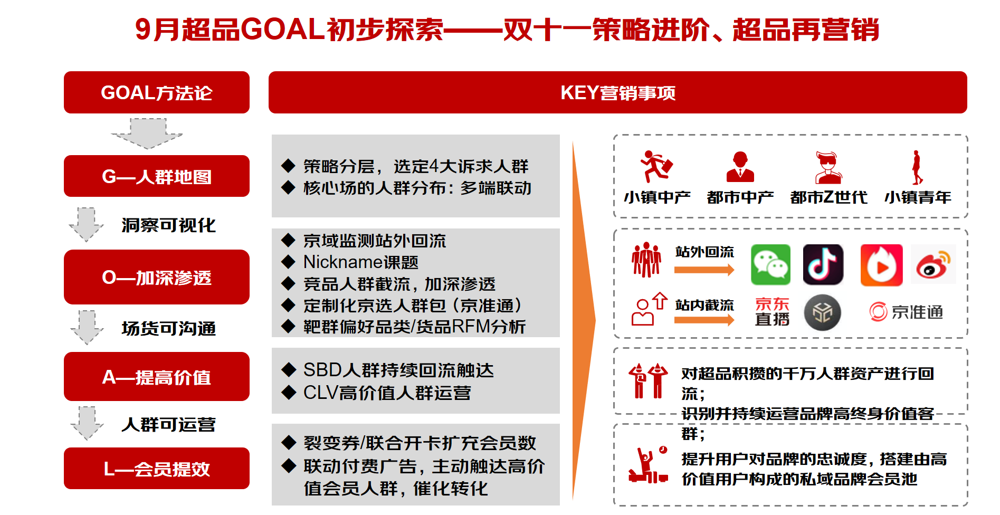 9月超品GOAL初步探索——双十一策略进阶、超品再营销
GOAL方法论
KEY营销事项
G—人群地图
洞察可视化
O—加深渗透
场货可沟通
A—提高价值
人群可运营
L—会员提效
◆ 策略分层，选定4大诉求人群
◆ 核心场的人群分布：多端联动
◆ 京域监测站外回流
◆ Nickname课题
◆ 竞品人群截流，加深渗透
◆ 定制化京选人群包（京准通）
◆ 靶群偏好品类/货品RFM分析
◆ SBD人群持续回流触达
◆ CLV高价值人群运营
◆ 裂变券/联合开卡扩充会员数
◆ 联动付费广告，主动触达高价
值会员人群，催化转化
小镇中产 都市中产 都市Z世代 小镇青年
站外回流
站内截流
京东
直播
京准通
对超品积攒的千万人群资产进行回
流；
识别并持续运营品牌高终身价值客
群；
提升用户对品牌的忠诚度，搭建由高
价值用户构成的私域品牌会员池